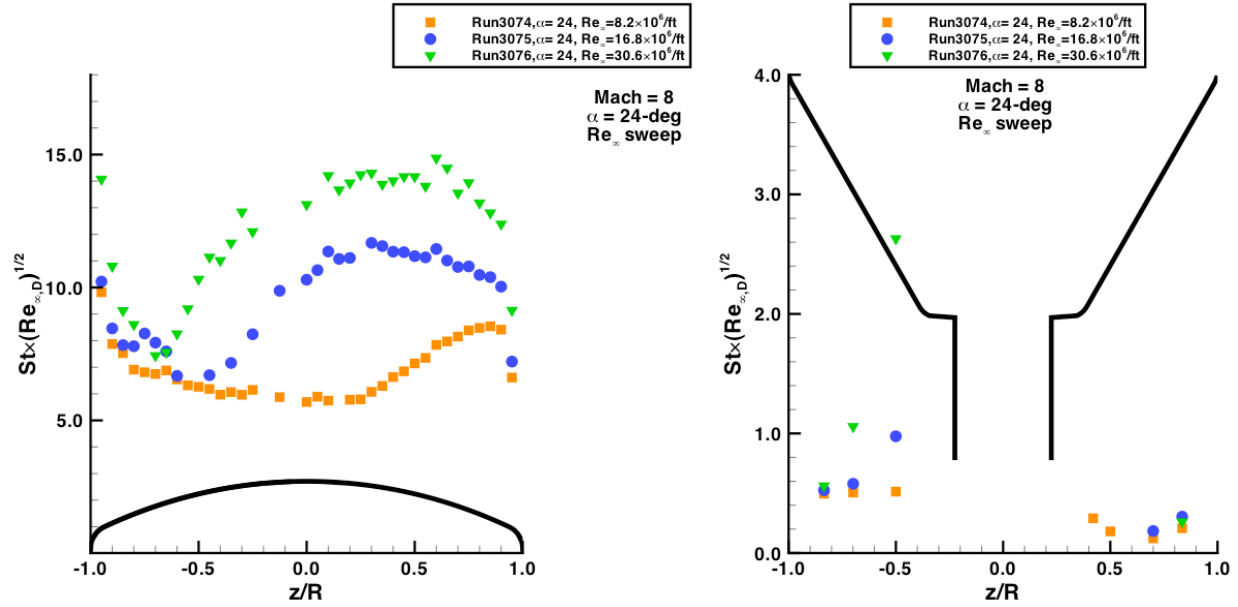 Run3074,α= 24, Re∞=8.2×10⁶/ft
Run3075,α= 24, Re∞=16.8×10⁶/ft
Run3076,α= 24, Re∞=30.6×10⁶/ft
Mach = 8
α = 24-deg
Re∞ sweep
15.0
10.0
5.0
St×(Re∞,D)^1/2
-1.0
-0.5
0.0
0.5
1.0
z/R
Run3074,α= 24, Re∞=8.2×10⁶/ft
Run3075,α= 24, Re∞=16.8×10⁶/ft
Run3076,α= 24, Re∞=30.6×10⁶/ft
Mach = 8
α = 24-deg
Re∞ sweep
4.0
3.0
2.0
1.0
0.0
St×(Re∞,D)^1/2
-1.0
-0.5
0.0
0.5
1.0
z/R